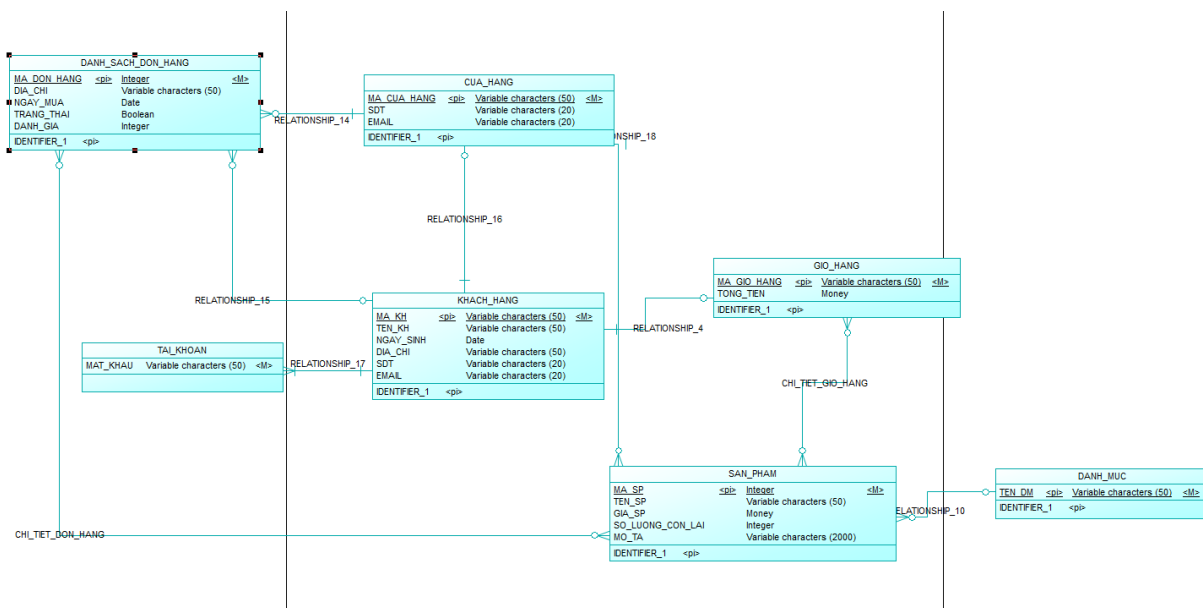 DANH_SACH_DON_HANG
MA_DON_HANG <pi> Integer <M>
DIA_CHI Variable characters (50)
NGAY_MUA Date
TRANG_THAI Boolean
DANH_GIA Integer
IDENTIFIER_1 <pi>
RELATIONSHIP_14
CUA_HANG
MA_CUA_HANG <pi> Variable characters (50) <M>
SDT Variable characters (20)
EMAIL Variable characters (20)
IDENTIFIER_1 <pi>
NSHIP_18
RELATIONSHIP_16
RELATIONSHIP_15
KHACH_HANG
MA_KH <pi> Variable characters (50) <M>
TEN_KH Variable characters (50)
NGAY_SINH Date
DIA_CHI Variable characters (50)
SDT Variable characters (20)
EMAIL Variable characters (20)
IDENTIFIER_1 <pi>
GIO_HANG
MA_GIO_HANG <pi> Variable characters (50) <M>
TONG_TIEN Money
IDENTIFIER_1 <pi>
RELATIONSHIP_4
TAI_KHOAN
MAT_KHAU Variable characters (50) <M>
RELATIONSHIP_17
CHI_TIET_GIO_HANG
SAN_PHAM
MA_SP <pi> Integer <M>
TEN_SP Variable characters (50)
GIA_SP Money
SO_LUONG_CON_LAI Integer
MO_TA Variable characters (2000)
IDENTIFIER_1 <pi>
DANH_MUC
TEN_DM <pi> Variable characters (50) <M>
IDENTIFIER_1 <pi>
ELATIONSHIP_10
CHI_TIET_DON_HANG